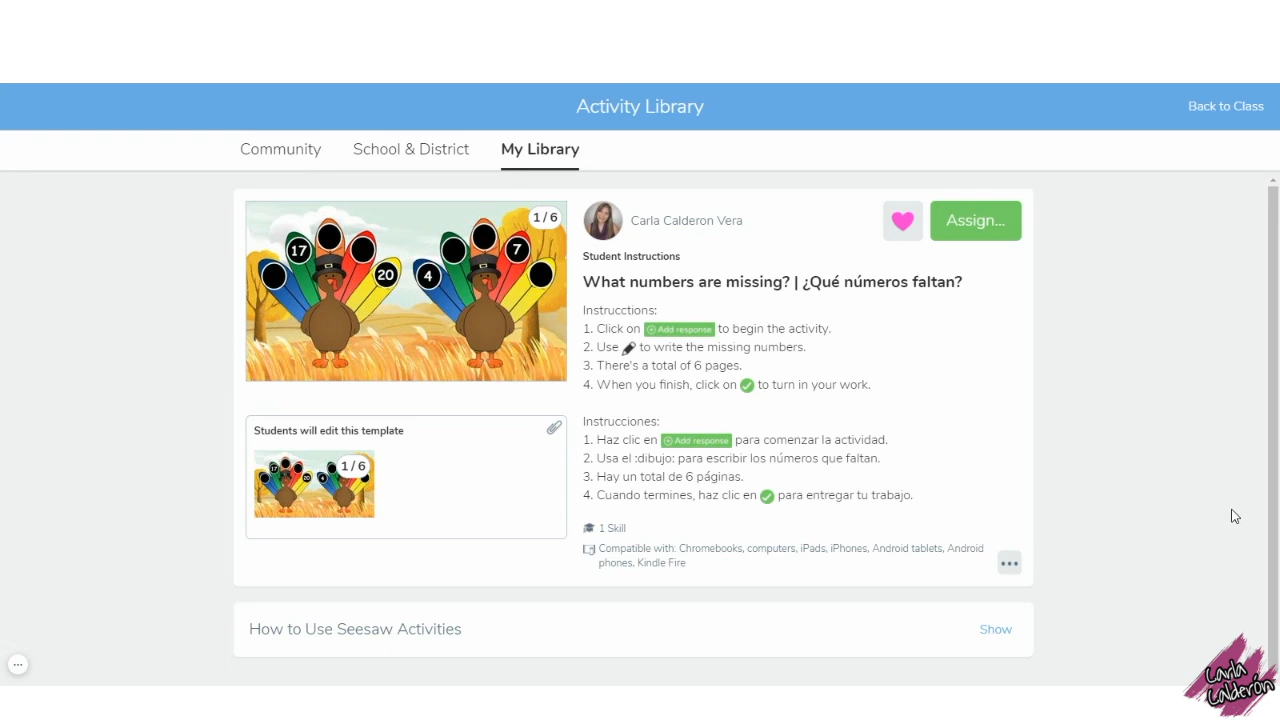 Activity Library
Back to Class
Community
School & District
My Library
1 / 6
17
20
4
7
Carla Calderon Vera
Assign...
Student Instructions
What numbers are missing? | ¿Qué números faltan?
Instrucctions:
1. Click on Add response to begin the activity.
2. Use to write the missing numbers.
3. There's a total of 6 pages.
4. When you finish, click on to turn in your work.
Students will edit this template
17
20
4
7
1 / 6
Instrucciones:
1. Haz clic en Add response para comenzar la actividad.
2. Usa el :dibujo: para escribir los números que faltan.
3. Hay un total de 6 páginas.
4. Cuando termines, haz clic en para entregar tu trabajo.
1 Skill
Compatible with: Chromebooks, computers, iPads, iPhones, Android tablets, Android
phones, Kindle Fire
How to Use Seesaw Activities
Show
Carla
Calderón